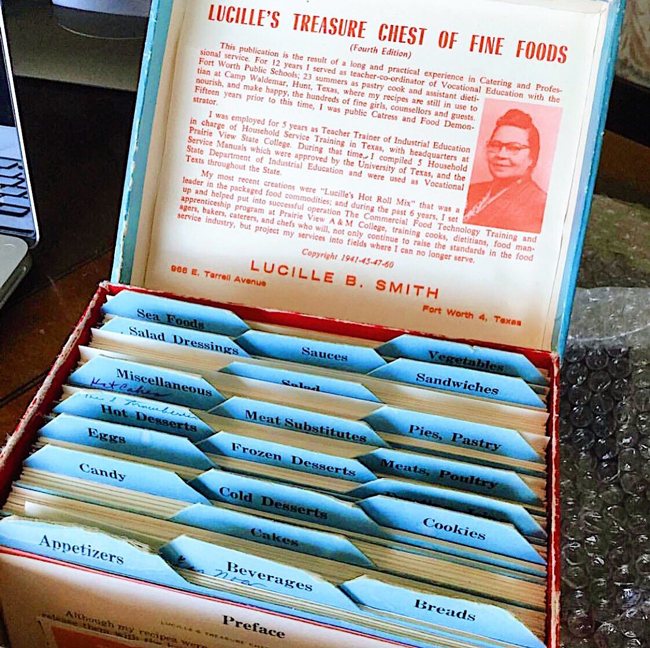 LUCILLE'S TREASURE CHEST OF FINE FOODS
(Fourth Edition)
This publication is the result of a long and practical experience in Catering and Profes-
sional service. For 12 years I served as teacher-co-ordinator of Vocational Education with the
Fort Worth Public Schools; 23 summers as pastry cook and assistant dieti-
tian at Camp Waldemar, Hunt, Texas, where my recipes are still in use to
nourish, and make happy, the hundreds of fine girls, counsellors and guests.
Fifteen years prior to this time, I was public Catress and Food Demon-
strator.
I was employed for 5 years as Teacher Trainer of Industrial Education
in charge of Household Service Training in Texas, with headquarters at
Prairie View State College. During that time, I compiled 5 Household
Service Manuals which were approved by the University of Texas, and the
State Department of Industrial Education and were used as Vocational
Texts throughout the State.
My most recent creations were "Lucille's Hot Roll Mix" that was a
leader in the packaged food commodities; and during the past 6 years, I set
up and helped put into successful operation The Commercial Food Technology Training and
apprenticeship program at Prairie View A & M College, training cooks, dietitians, food man-
agers, bakers, caterers, and chefs who will, not only continue to raise the standards in the food
service industry, but project my services into fields where I can no longer serve.
Copyright 1941-45-47-60
LUCILLE B. SMITH
966 E. Terrell Avenue
Fort Worth 4, Texas
Sea Foods
Salad Dressings
Sauces
Vegetables
Miscellaneous
Hot Cakes
Salad
Sandwiches
Hot Desserts
Meat Substitutes
Pies, Pastry
Eggs
Frozen Desserts
Meats, Poultry
Candy
Cold Desserts
Cookies
Cakes
Appetizers
Beverages
Breads
Preface
Although my recipes were
release them with the
LUCILLE'S TREASURE